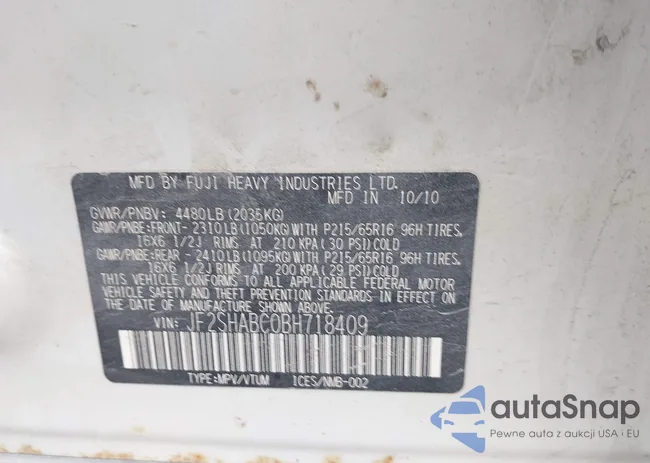 MFD BY FUJI HEAVY INDUSTRIES LTD.
MFD IN 10/10
GVWR/PNBV: 4480LB(2035KG)
GAWR/PNBE:FRONT- 2310LB(1050KG)WITH P215/65R16 96H TIRES.
16X6 1/2J RIMS AT 210 KPA(30 PSI)COLD
GAWR/PNBE:REAR - 2410LB(1095KG)WITH P215/65R16 96H TIRES.
16X6 1/2J RIMS AT 200 KPA(29 PSI)COLD
THIS VEHICLE CONFORMS TO ALL APPLICABLE FEDERAL MOTOR
VEHICLE SAFETY STANDARDS IN EFFECT ON THE
DATE OF MANUFACTURE SHOWN ABOVE.
VIN: JF2SHABC0BH718409
TYPE:MPV/VTUM ICES/NMB-002
autaSnap
Pewne auta z aukcji USA i EU